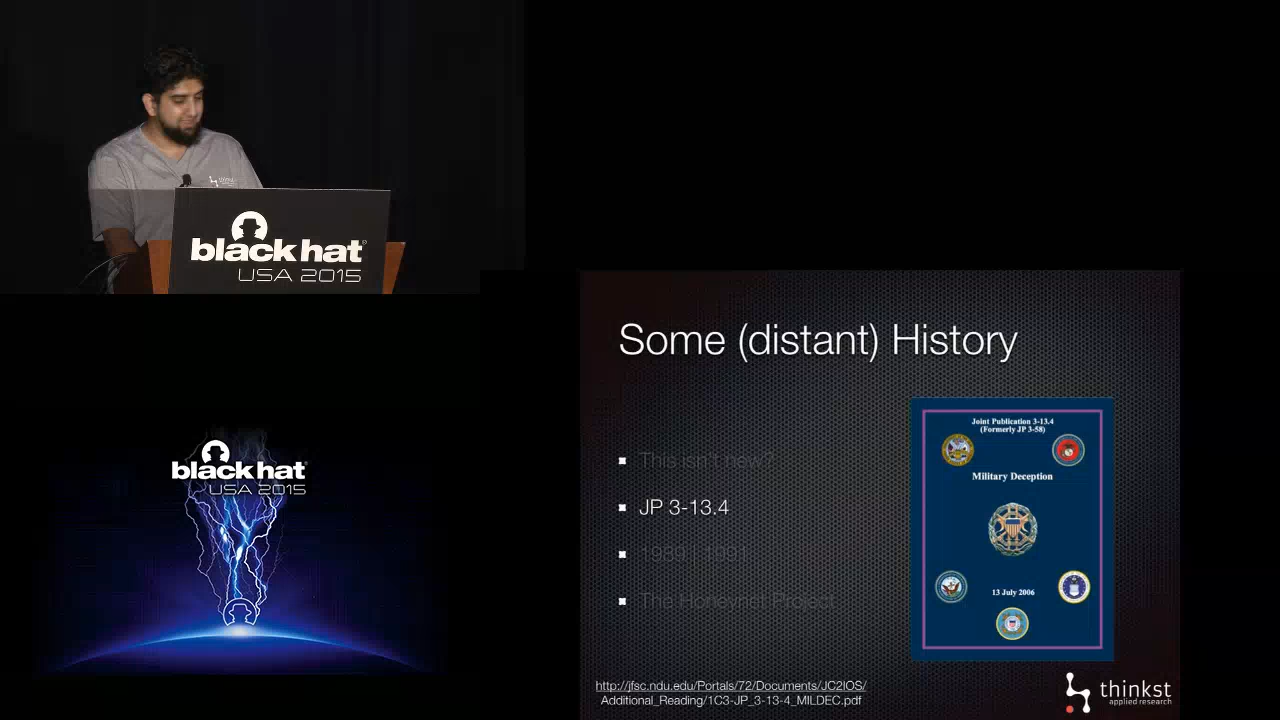 thinkst
black hat
USA 2015
black hat
USA 2015
Some (distant) History
This isn't new?
JP 3-13.4
The Honeynet Project
Joint Publication 3-13.4
(Formerly JP 3-58)
Military Deception
13 July 2006
http://jfsc.ndu.edu/Portals/72/Documents/JC2IOS/
Additional_Reading/1C3-JP_3-13-4_MILDEC.pdf
thinkst
applied research